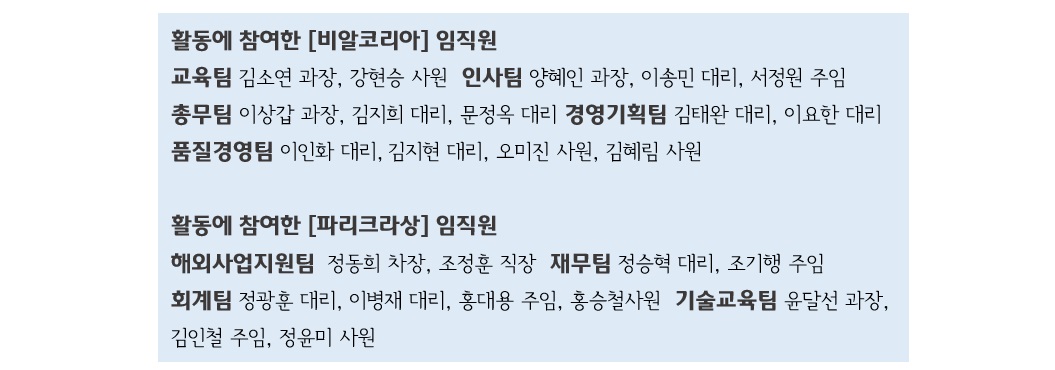 활동에 참여한 [비알코리아] 임직원
교육팀 김소연 과장, 강현승 사원 인사팀 양혜인 과장, 이송민 대리, 서정원 주임
총무팀 이상갑 과장, 김지희 대리, 문정옥 대리 경영기획팀 김태완 대리, 이요한 대리
품질경영팀 이인화 대리, 김지현 대리, 오미진 사원, 김혜림 사원
활동에 참여한 [파리크라상] 임직원
해외사업지원팀 정동희 차장, 조정훈 직장 재무팀 정승혁 대리, 조기행 주임
회계팀 정광훈 대리, 이병재 대리, 홍대용 주임, 홍승철사원 기술교육팀 윤달선 과장,
김인철 주임, 정윤미 사원